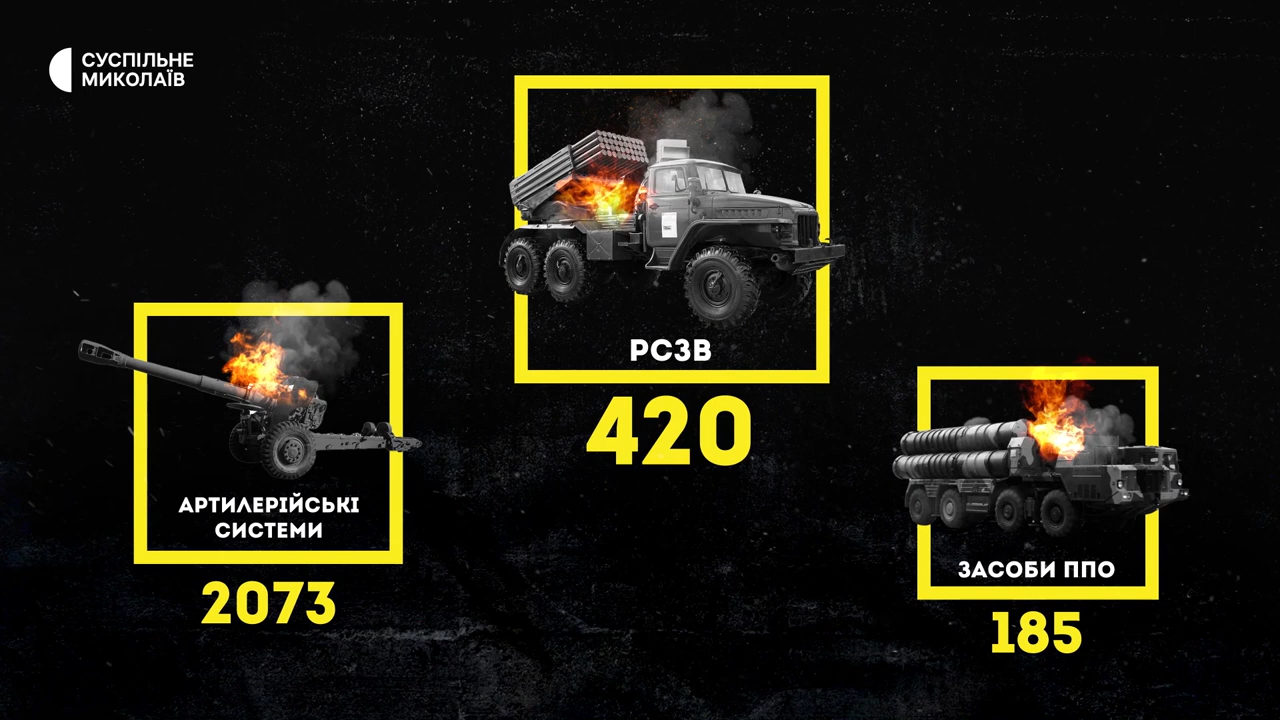 СУСПІЛЬНЕ
МИКОЛАЇВ
РСЗВ
420
АРТИЛЕРІЙСЬКІ
СИСТЕМИ
2073
ЗАСОБИ ППО
185